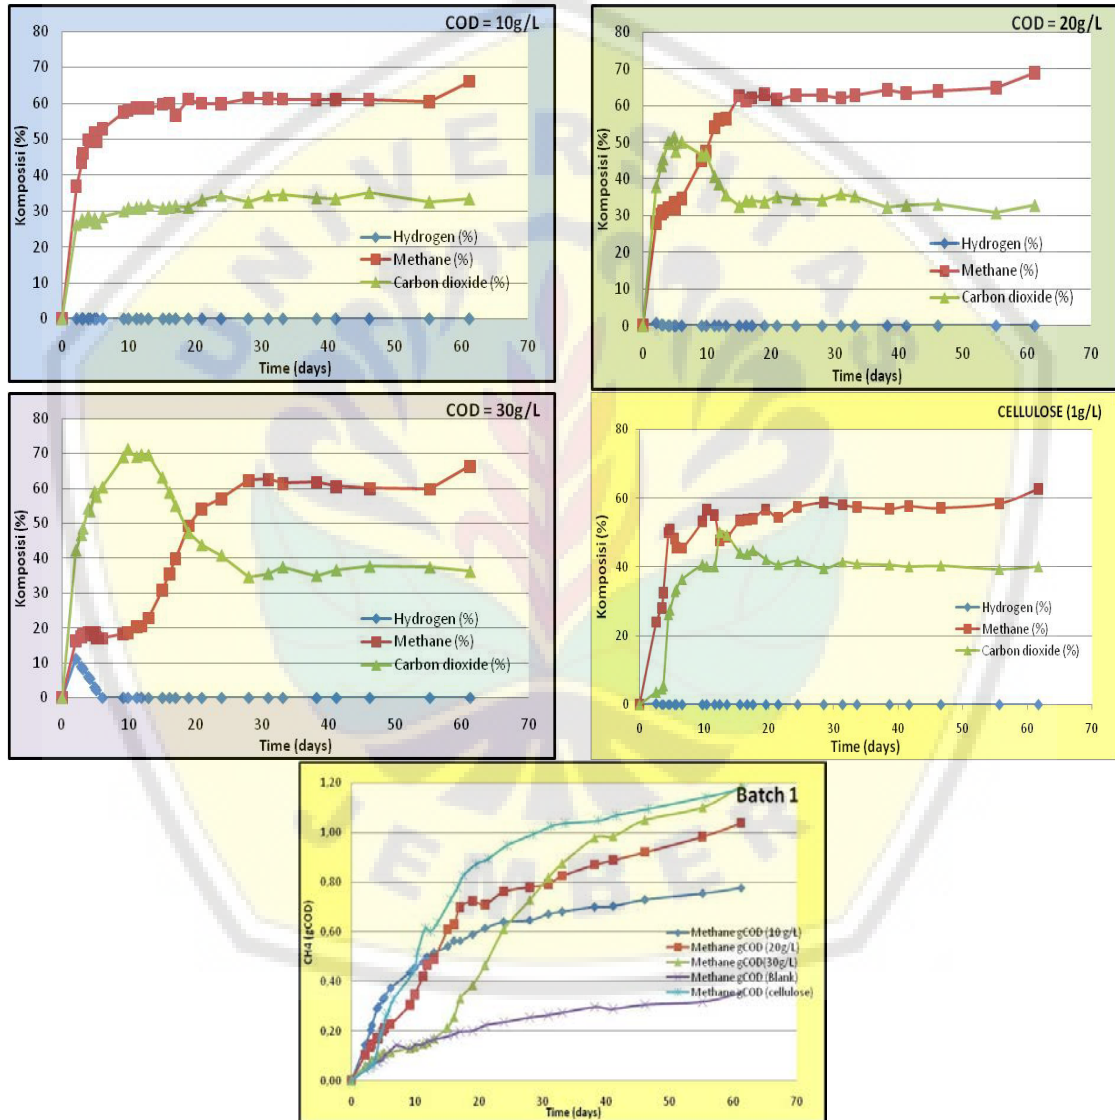 COD = 10g/L
80
70
60
50
40
30
20
10
0
Komposisi (%)
Hydrogen (%)
Methane (%)
Carbon dioxide (%)
0 10 20 30 40 50 60 70
Time (days)
COD = 20g/L
80
70
60
50
40
30
20
10
0
Komposisi (%)
Hydrogen (%)
Methane (%)
Carbon dioxide (%)
0 10 20 30 40 50 60 70
Time (days)
COD = 30g/L
80
70
60
50
40
30
20
10
0
Komposisi (%)
Hydrogen (%)
Methane (%)
Carbon dioxide (%)
0 10 20 30 40 50 60 70
Time (days)
CELLULOSE (1g/L)
80
60
40
20
0
Komposisi (%)
Hydrogen (%)
Methane (%)
Carbon dioxide (%)
0 10 20 30 40 50 60 70
Time (days)
Batch 1
1,20
1,00
0,80
0,60
0,40
0,20
0,00
CH4 (gCOD)
Methane gCOD (10 g/L)
Methane gCOD (20g/L)
Methane gCOD(30g/L)
Methane gCOD (Blank)
Methane gCOD (cellulose)
0 10 20 30 40 50 60 70
Time (days)
UNIVERSITAS
JEMBER